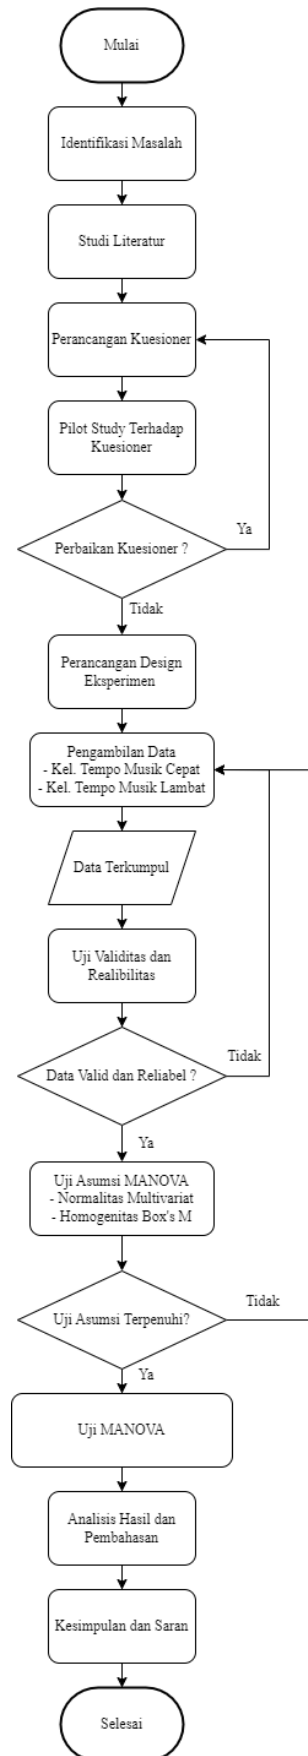 Mulai
Identifikasi Masalah
Studi Literatur
Perancangan Kuesioner
Pilot Study Terhadap
Kuesioner
Perbaikan Kuesioner ?
Ya
Tidak
Perancangan Design
Eksperimen
Pengambilan Data
- Kel. Tempo Musik Cepat
- Kel. Tempo Musik Lambat
Data Terkumpul
Uji Validitas dan
Realibilitas
Data Valid dan Reliabel ?
Tidak
Ya
Uji Asumsi MANOVA
- Normalitas Multivariat
- Homogenitas Box's M
Uji Asumsi Terpenuhi?
Tidak
Ya
Uji MANOVA
Analisis Hasil dan
Pembahasan
Kesimpulan dan Saran
Selesai